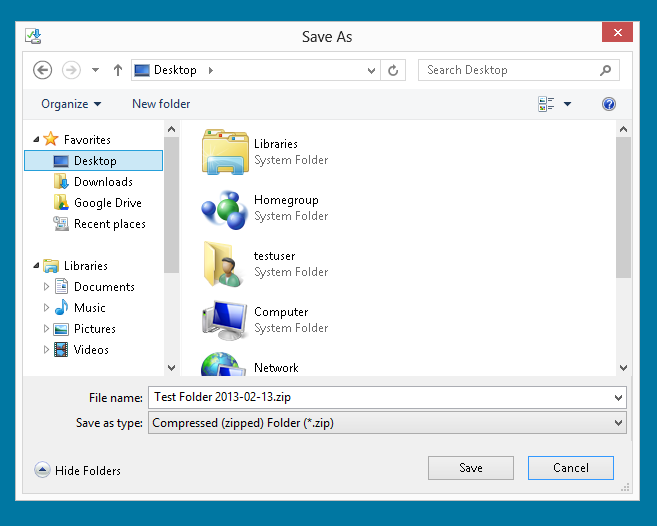 Save As
Desktop
Search Desktop
Organize
New folder
Favorites
Desktop
Downloads
Google Drive
Recent places
Libraries
Documents
Music
Pictures
Videos
Libraries
System Folder
Homegroup
System Folder
testuser
System Folder
Computer
System Folder
Network
File name: Test Folder 2013-02-13.zip
Save as type: Compressed (zipped) Folder (*.zip)
Hide Folders
Save
Cancel